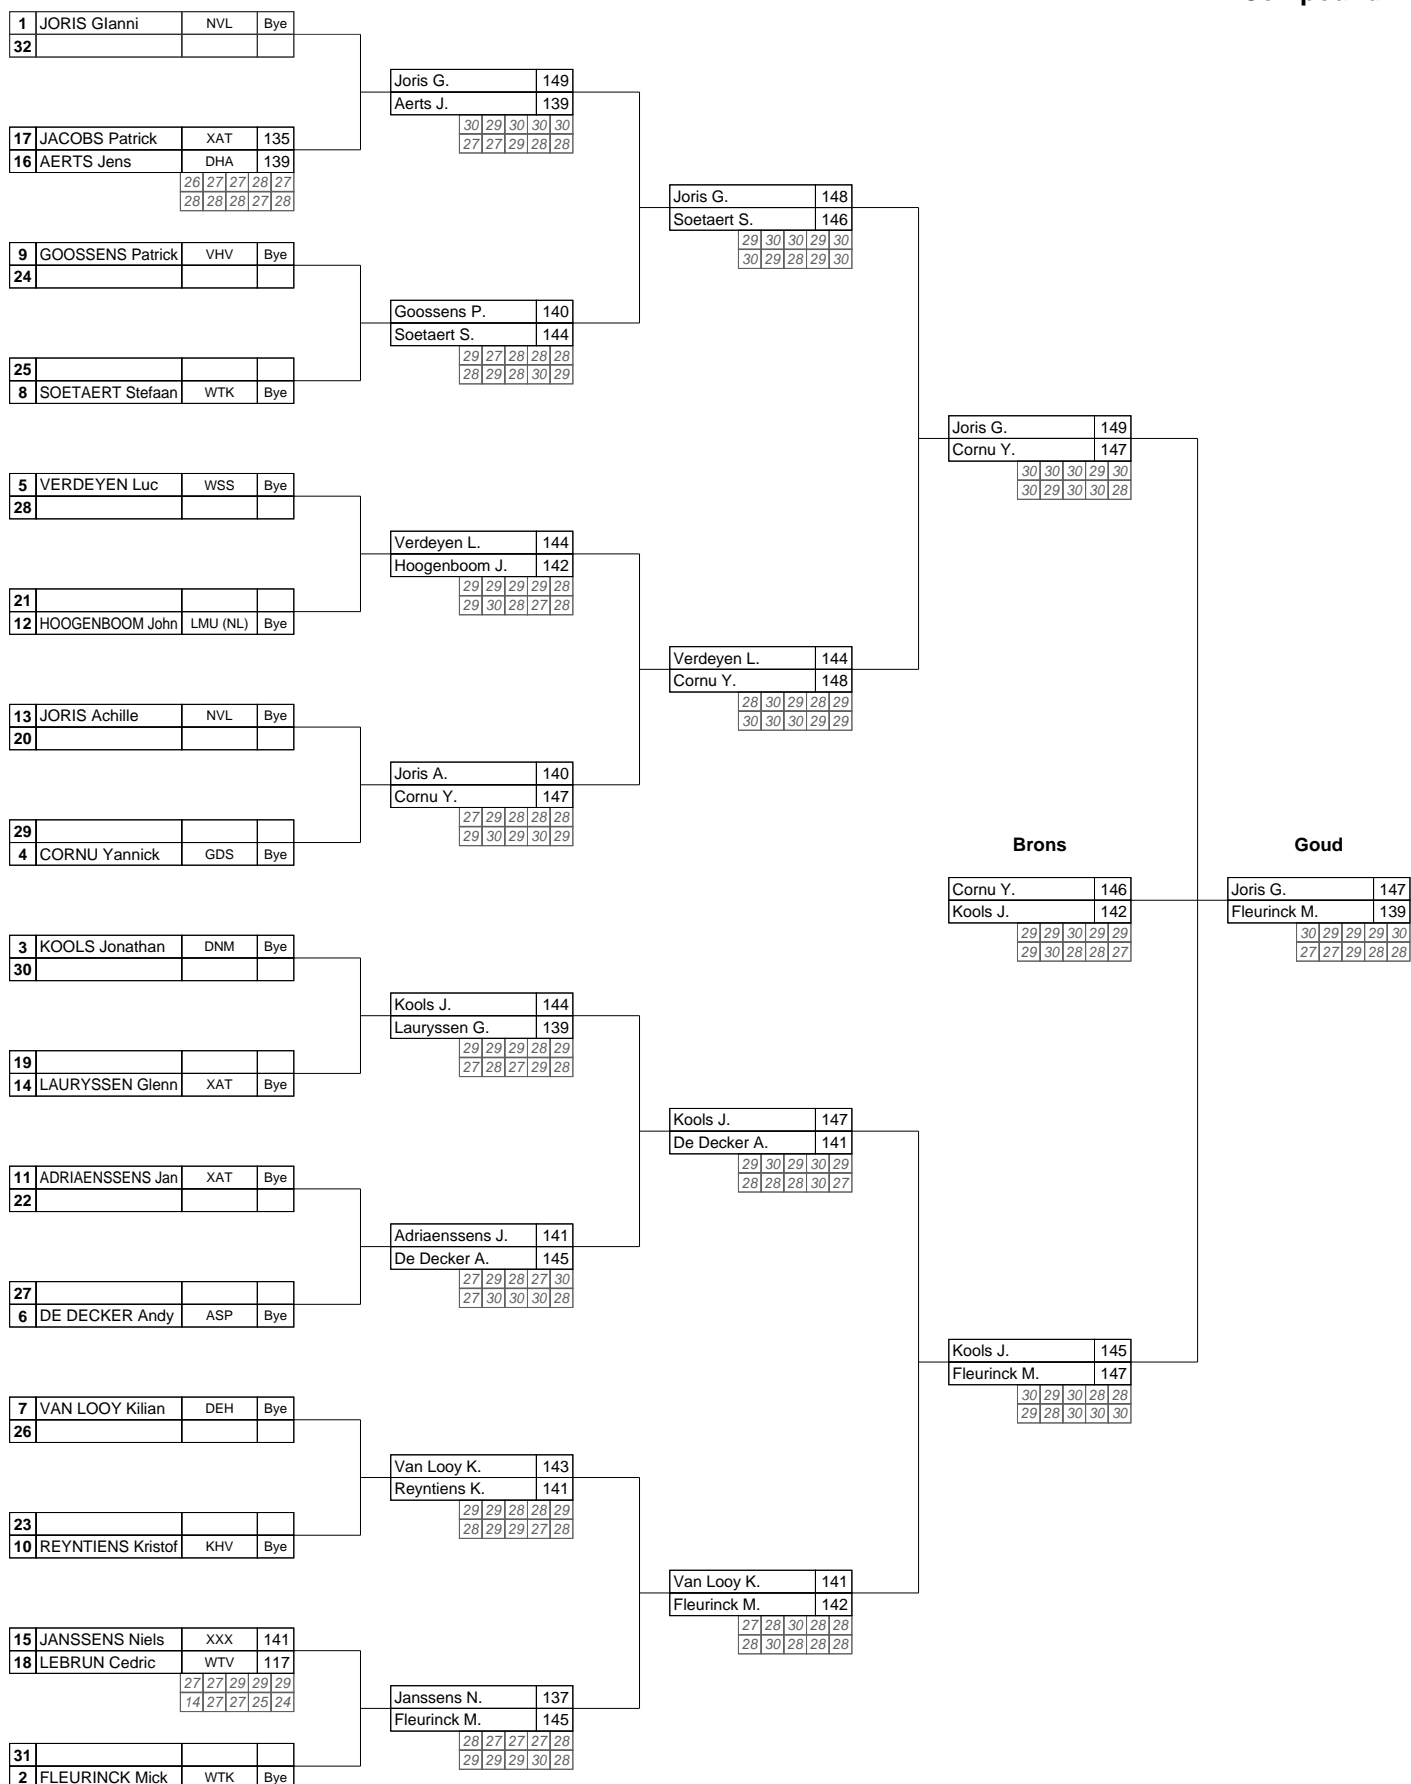 1 JORIS GIanni NVL Bye
32
17 JACOBS Patrick XAT 135
16 AERTS Jens DHA 139
26 27 27 28 27
28 28 28 27 28
9 GOOSSENS Patrick VHV Bye
24
25
8 SOETAERT Stefaan WTK Bye
5 VERDEYEN Luc WSS Bye
28
21
12 HOOGENBOOM John LMU (NL) Bye
13 JORIS Achille NVL Bye
20
29
4 CORNU Yannick GDS Bye
3 KOOLS Jonathan DNM Bye
30
19
14 LAURYSSEN Glenn XAT Bye
11 ADRIAENSSENS Jan XAT Bye
22
27
6 DE DECKER Andy ASP Bye
7 VAN LOOY Kilian DEH Bye
26
23
10 REYNTIENS Kristof KHV Bye
15 JANSSENS Niels XXX 141
18 LEBRUN Cedric WTV 117
27 27 29 29 29
14 27 27 25 24
31
2 FLEURINCK Mick WTK Bye
Joris G. 149
Aerts J. 139
30 29 30 30 30
27 27 29 28 28
Goossens P. 140
Soetaert S. 144
29 27 28 28 28
28 29 28 30 29
Verdeyen L. 144
Hoogenboom J. 142
29 29 29 29 28
29 30 28 27 28
Joris A. 140
Cornu Y. 147
27 29 28 28 28
29 30 29 30 29
Kools J. 144
Lauryssen G. 139
29 29 29 28 29
27 28 27 29 28
Adriaenssens J. 141
De Decker A. 145
27 29 28 27 30
27 30 30 30 28
Van Looy K. 143
Reyntiens K. 141
29 29 28 28 29
28 29 29 27 28
Janssens N. 137
Fleurinck M. 145
28 27 27 27 28
29 29 29 30 28
Joris G. 148
Soetaert S. 146
29 30 30 29 30
30 29 28 29 30
Verdeyen L. 144
Cornu Y. 148
28 30 29 28 29
30 30 30 29 29
Kools J. 147
De Decker A. 141
29 30 29 30 29
28 28 28 30 27
Van Looy K. 141
Fleurinck M. 142
27 28 30 28 28
28 30 28 28 28
Joris G. 149
Cornu Y. 147
30 30 30 29 30
30 29 30 30 28
Kools J. 145
Fleurinck M. 147
30 29 30 28 28
29 28 30 30 30
Brons
Cornu Y. 146
Kools J. 142
29 29 30 29 29
29 30 28 28 27
Goud
Joris G. 147
Fleurinck M. 139
30 29 29 29 30
27 27 29 28 28